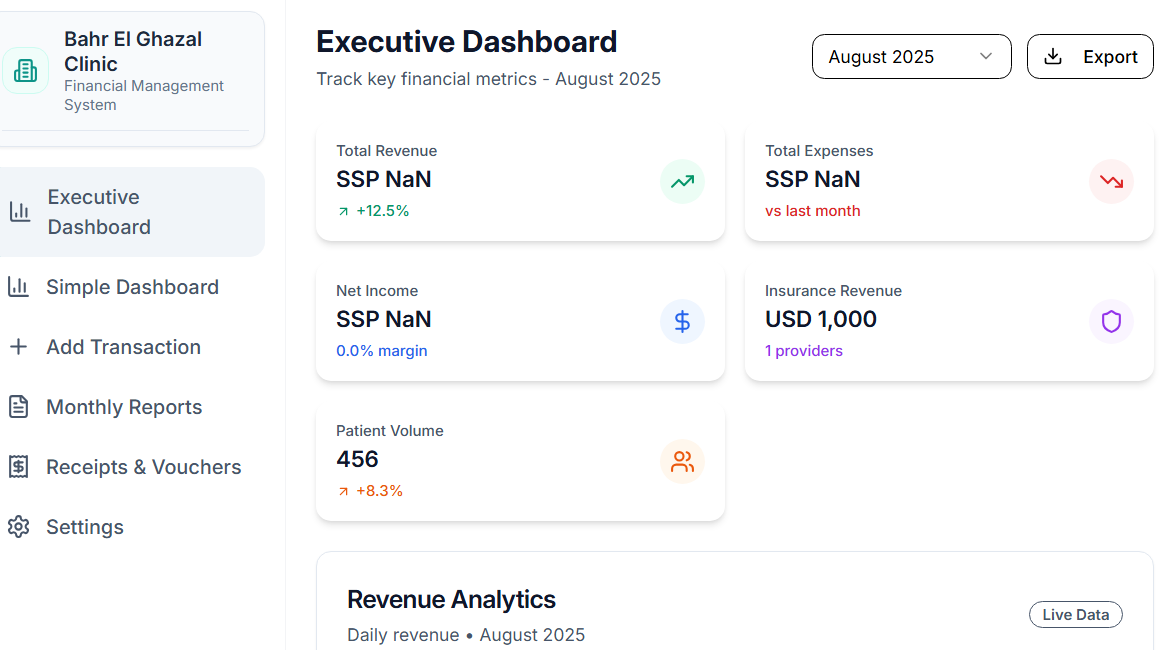 Bahr El Ghazal
Clinic
Financial Management
System
Executive
Dashboard
Simple Dashboard
Add Transaction
Monthly Reports
Receipts & Vouchers
Settings
Executive Dashboard
Track key financial metrics - August 2025
August 2025
Export
Total Revenue
SSP NaN
+12.5%
Total Expenses
SSP NaN
vs last month
Net Income
SSP NaN
0.0% margin
Insurance Revenue
USD 1,000
1 providers
Patient Volume
456
+8.3%
Revenue Analytics
Daily revenue • August 2025
Live Data